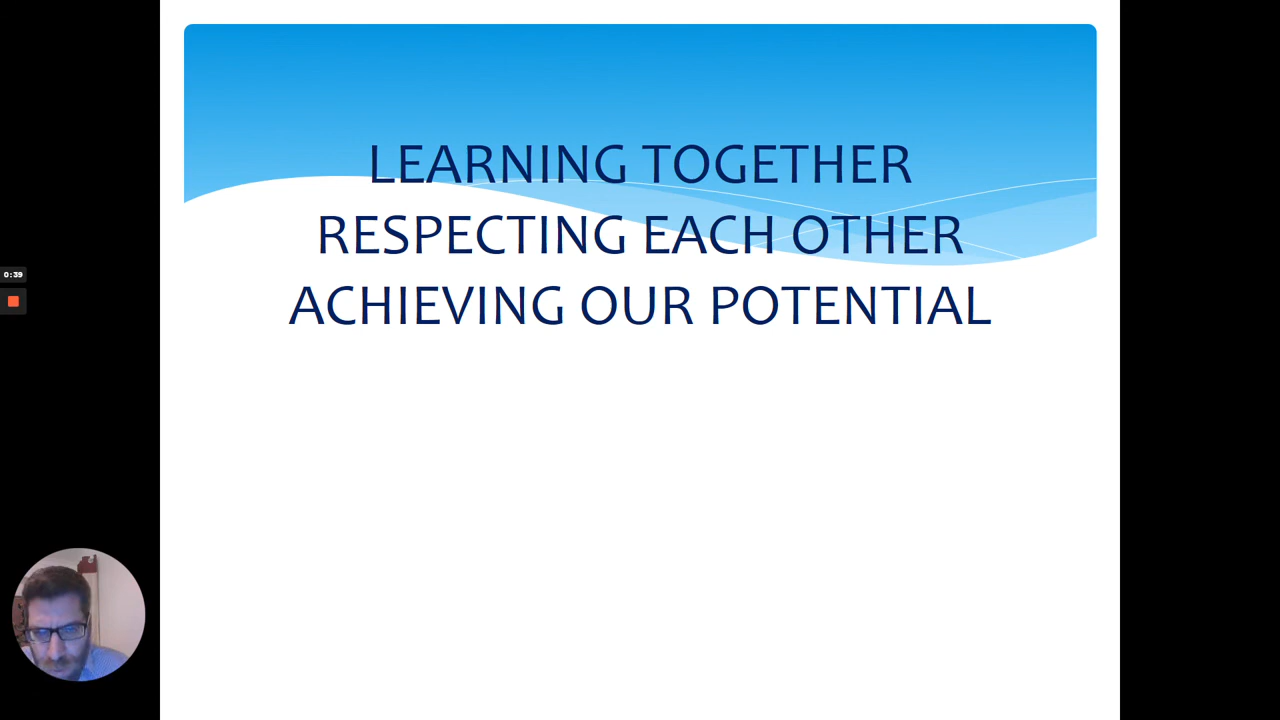 LEARNING TOGETHER
RESPECTING EACH OTHER
ACHIEVING OUR POTENTIAL
0:39